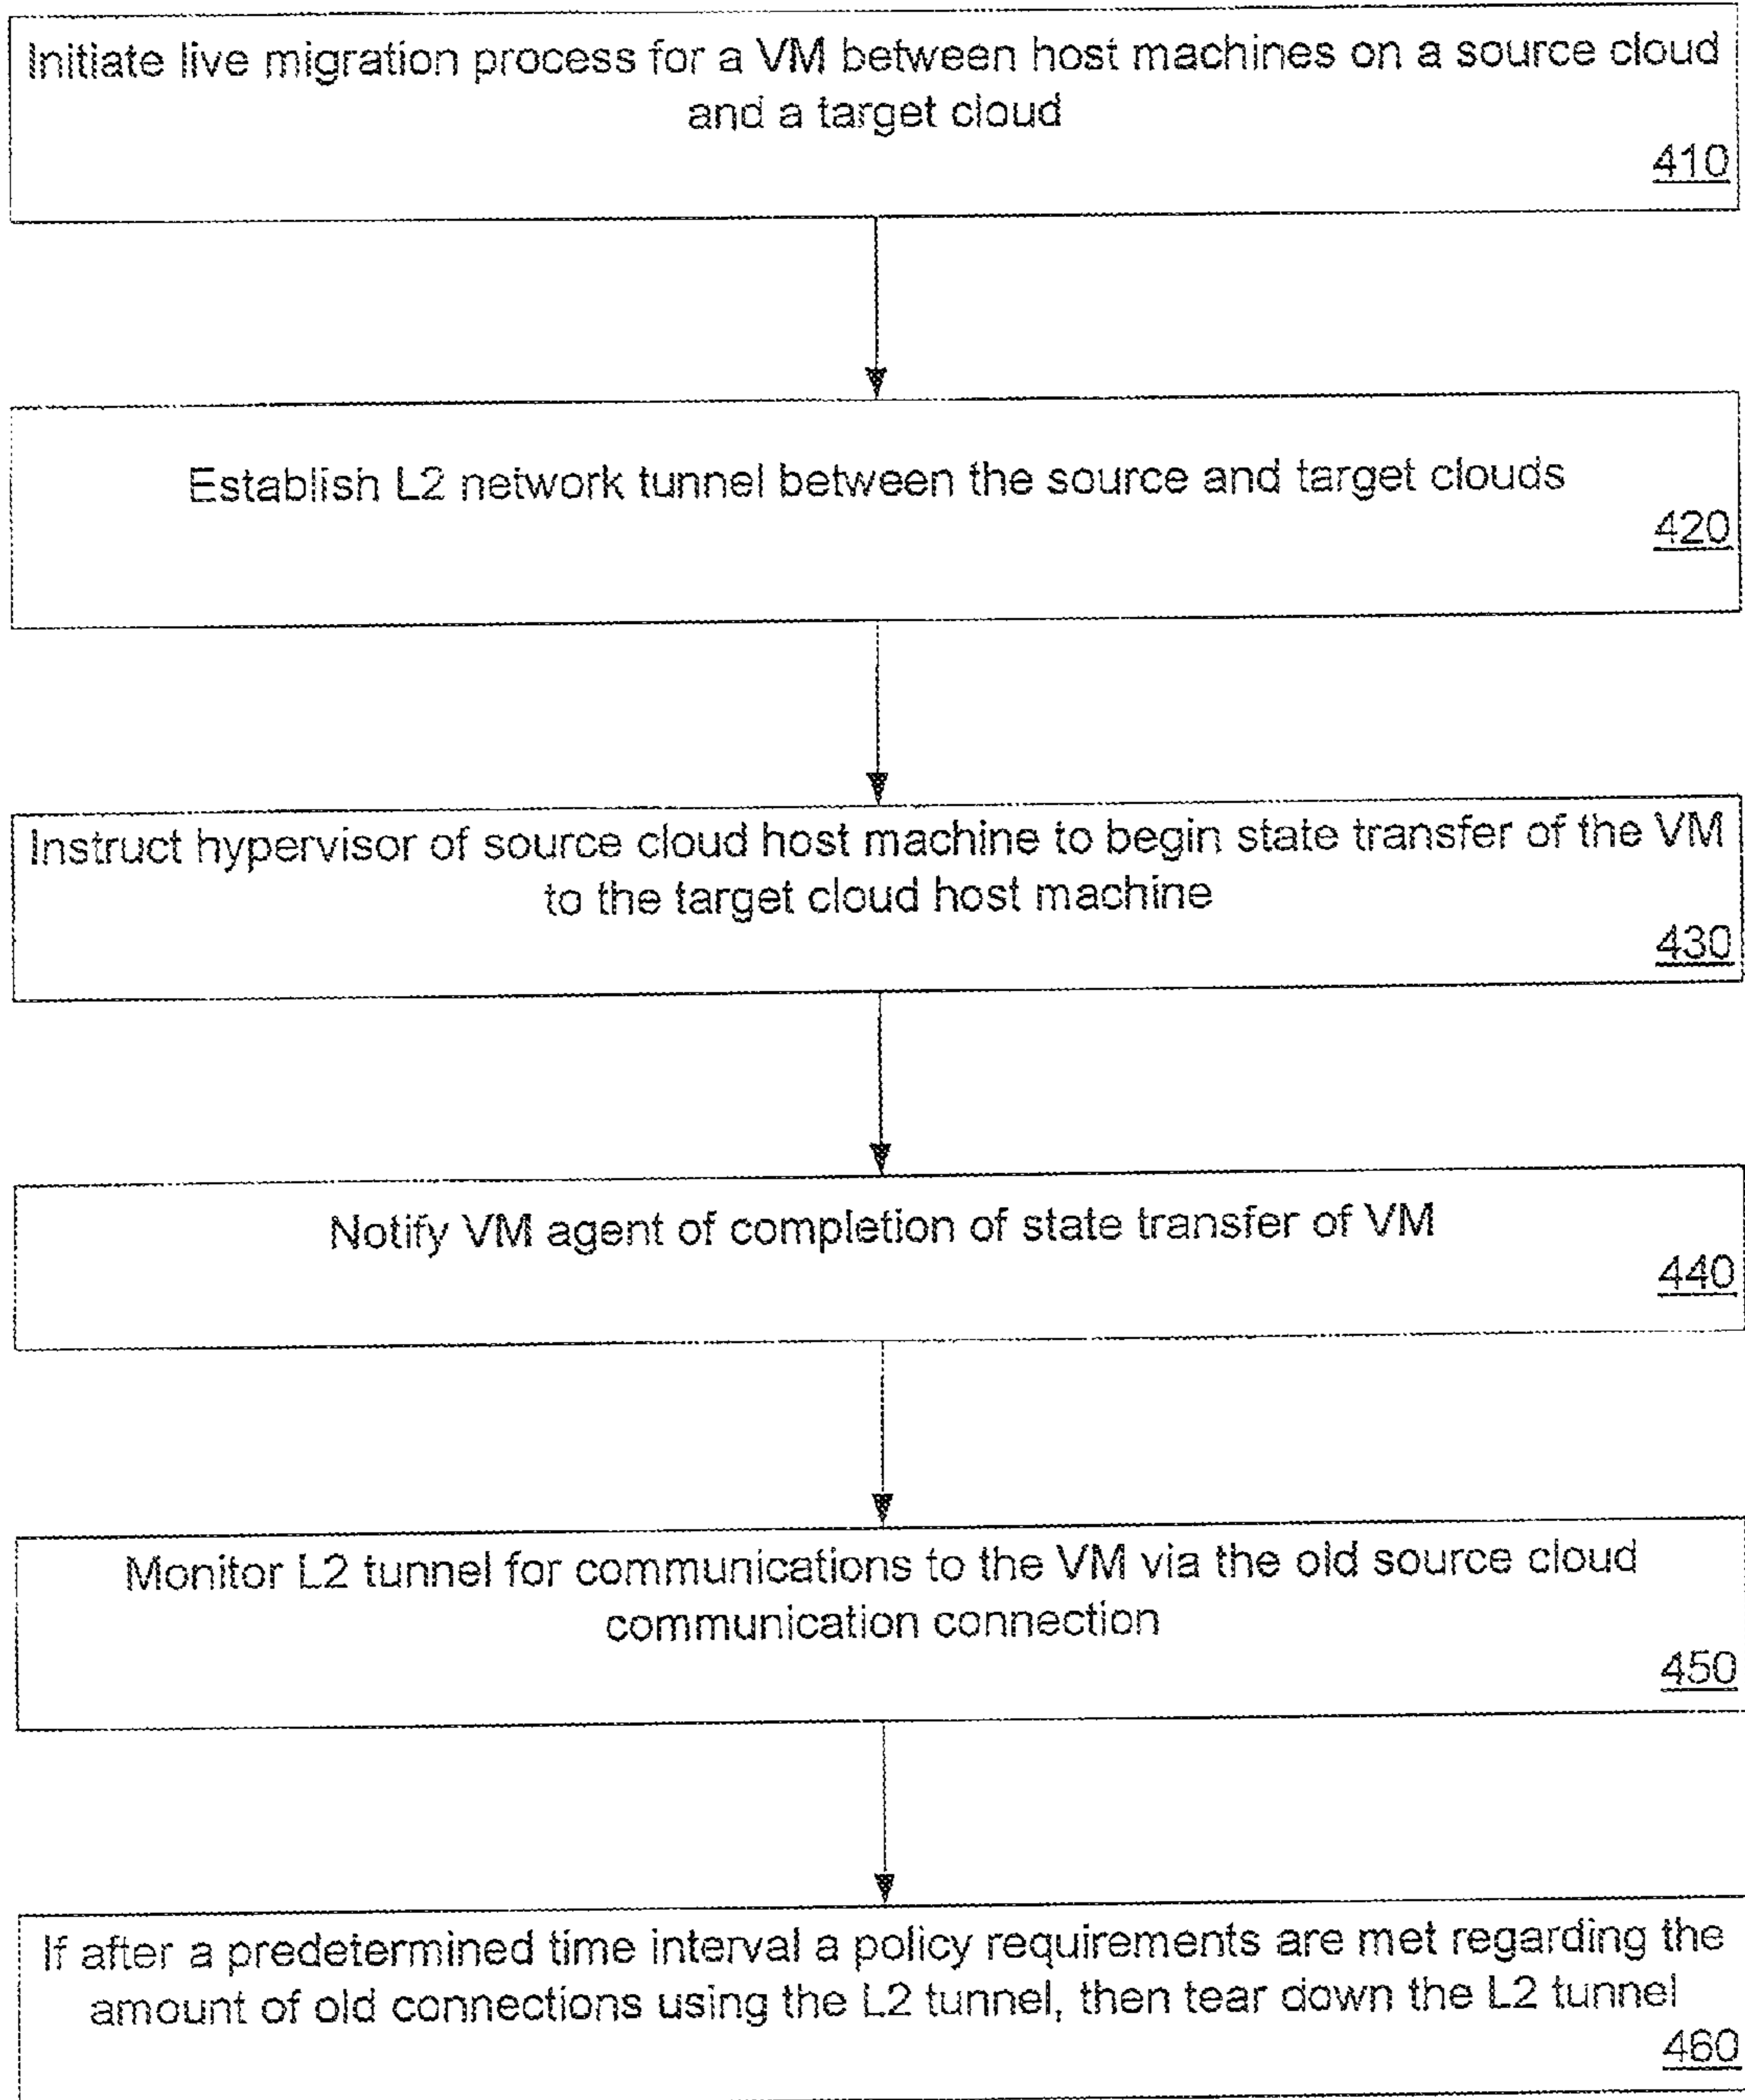 Initiate live migration process for a VM between host machines on a source cloud
and a target cloud
410
Establish L2 network tunnel between the source and target clouds
420
Instruct hypervisor of source cloud host machine to begin state transfer of the VM
to the target cloud host machine
430
Notify VM agent of completion of state transfer of VM
440
Monitor L2 tunnel for communications to the VM via the old source cloud
communication connection
450
If after a predetermined time interval a policy requirements are met regarding the
amount of old connections using the L2 tunnel, then tear down the L2 tunnel
460